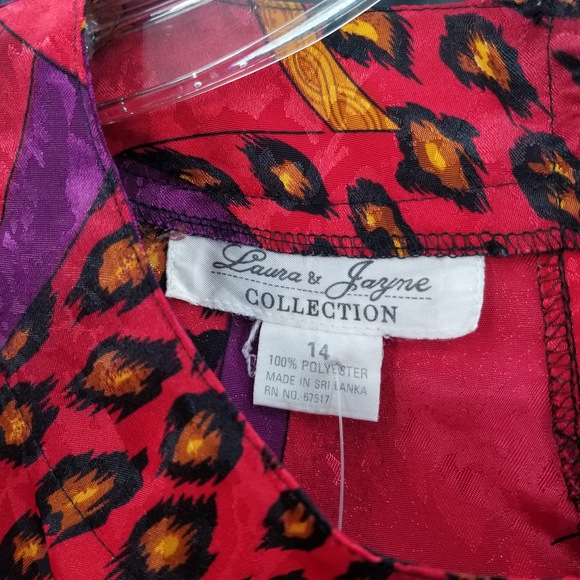 Laura & Jayne
COLLECTION
14
100% POLYESTER
MADE IN SRI LANKA
RN NO. 67517